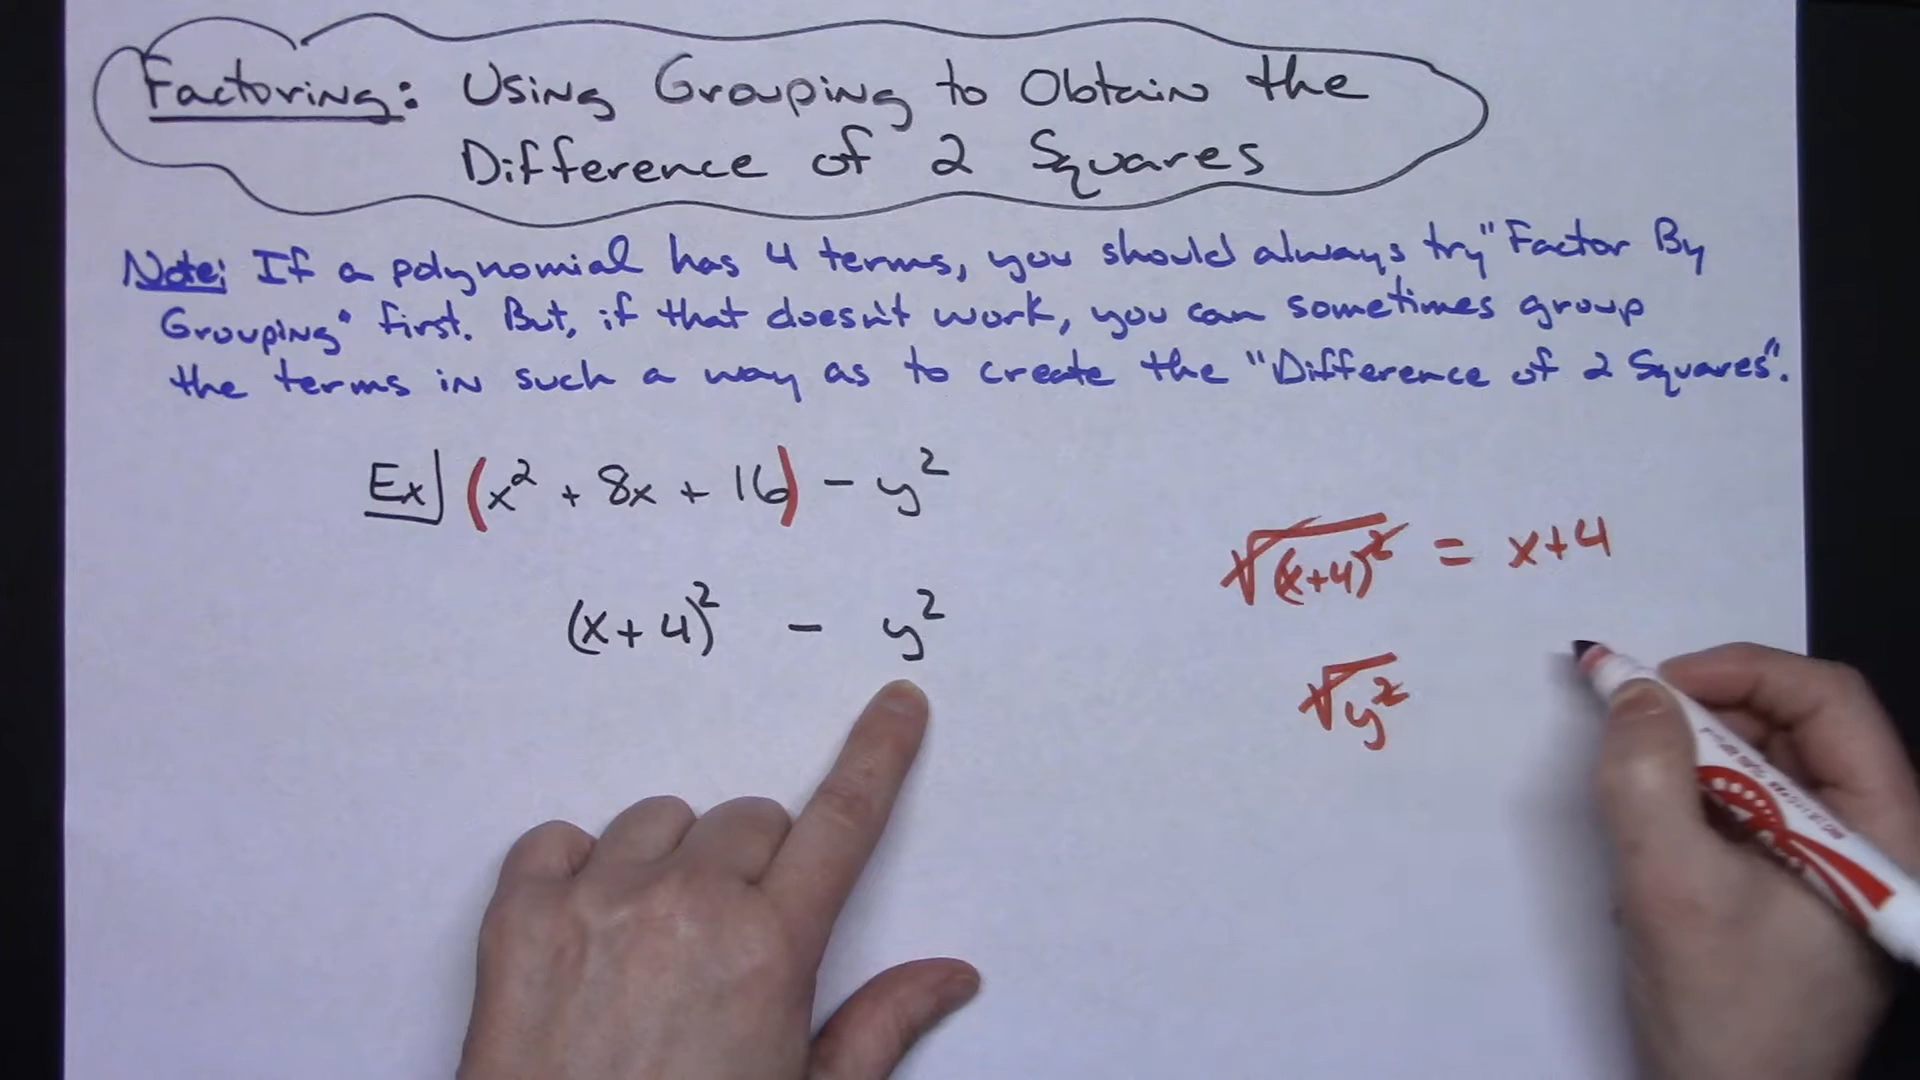 Factoring: Using Grouping to Obtain the
Difference of 2 Squares
Note: If a polynomial has 4 terms, you should always try "Factor By
Grouping" first. But, if that doesn't work, you can sometimes group
the terms in such a way as to create the "Difference of 2 Squares".
Ex] (x² + 8x + 16) - y²
√(x+4)² = x+4
(x+4)² - y²
√y²